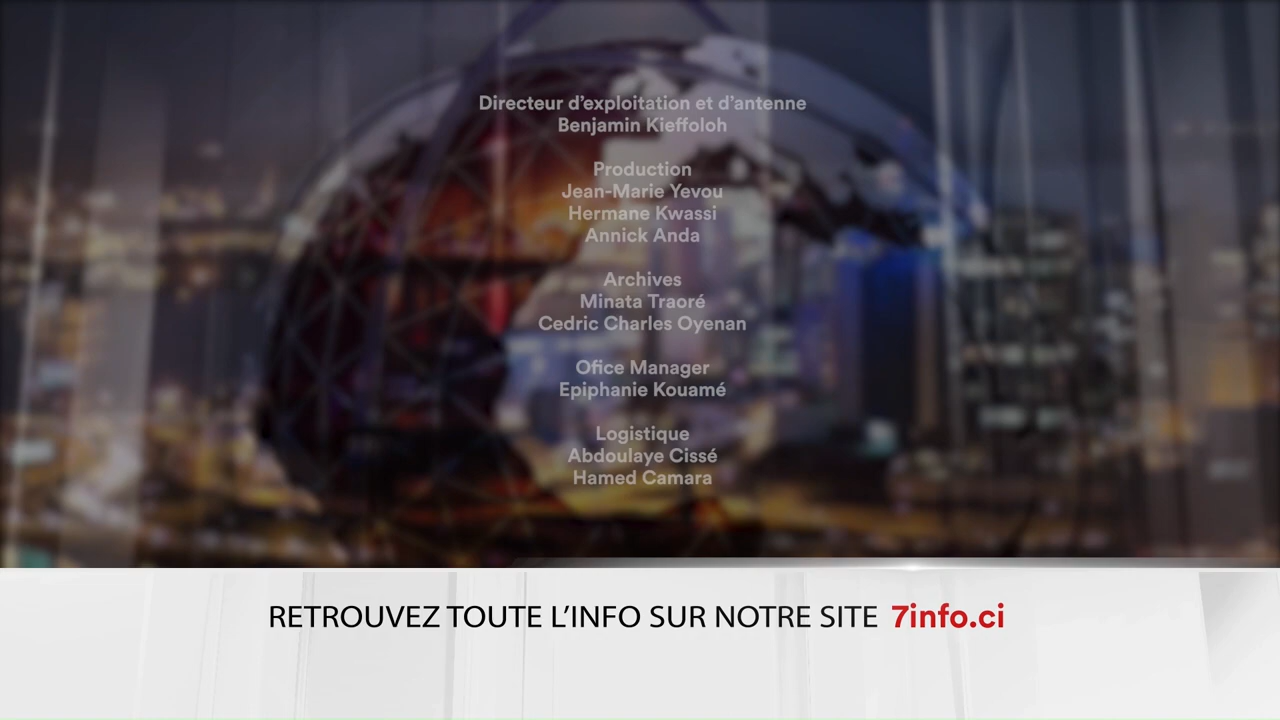 Directeur d’exploitation et d’antenne
Benjamin Kieffoloh
Production
Jean-Marie Yevou
Hermane Kwassi
Annick Anda
Archives
Minata Traoré
Cedric Charles Oyenan
Ofice Manager
Epiphanie Kouamé
Logistique
Abdoulaye Cissé
Hamed Camara
RETROUVEZ TOUTE L’INFO SUR NOTRE SITE 7info.ci